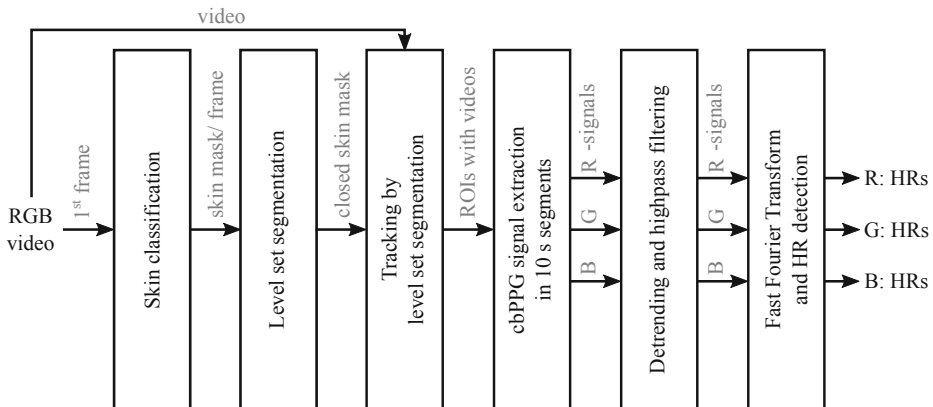 video
RGB
video
1st frame
Skin classification
skin mask/ frame
Level set segmentation
closed skin mask
Tracking by
level set segmentation
ROIs with videos
cbPPG signal extraction
in 10 s segments
R -signals
G
B
Detrending and highpass filtering
R -signals
G
B
Fast Fourier Transform
and HR detection
R: HRs
G: HRs
B: HRs